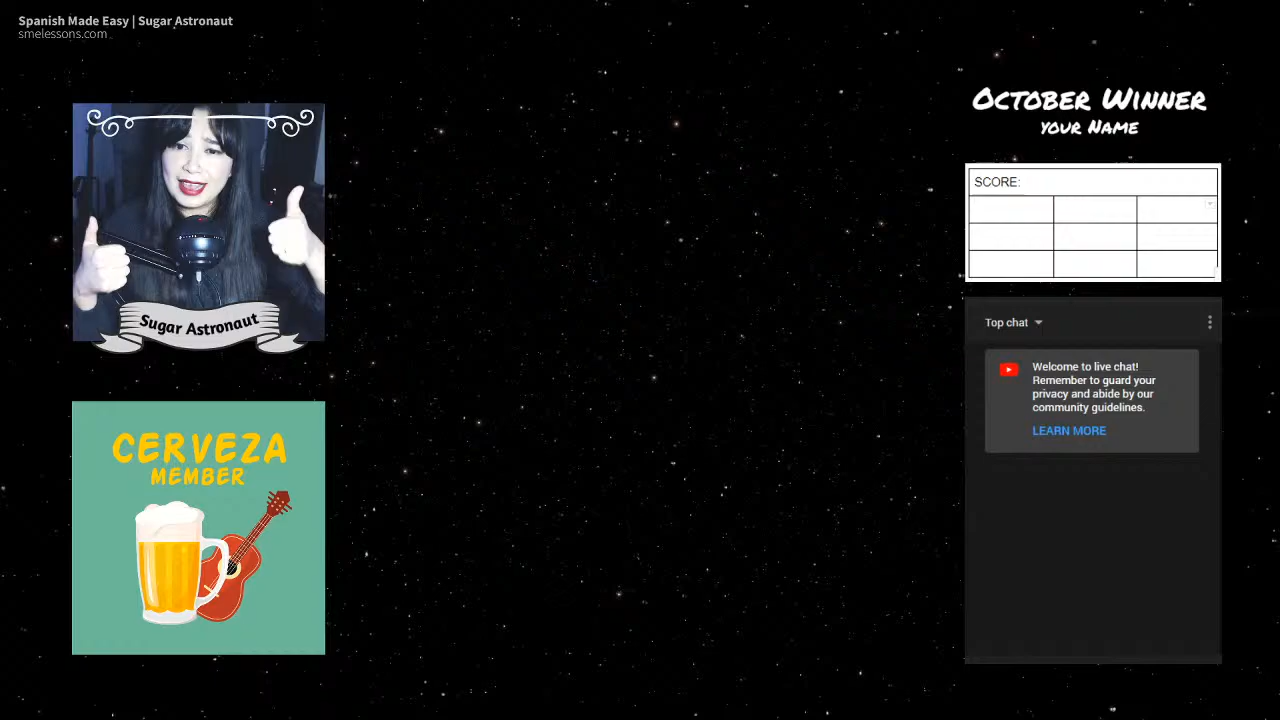 Spanish Made Easy | Sugar Astronaut
smelessons.com
Sugar Astronaut
CERVEZA
MEMBER
October Winner
your Name
SCORE:
Top chat
Welcome to live chat!
Remember to guard your
privacy and abide by our
community guidelines.
LEARN MORE